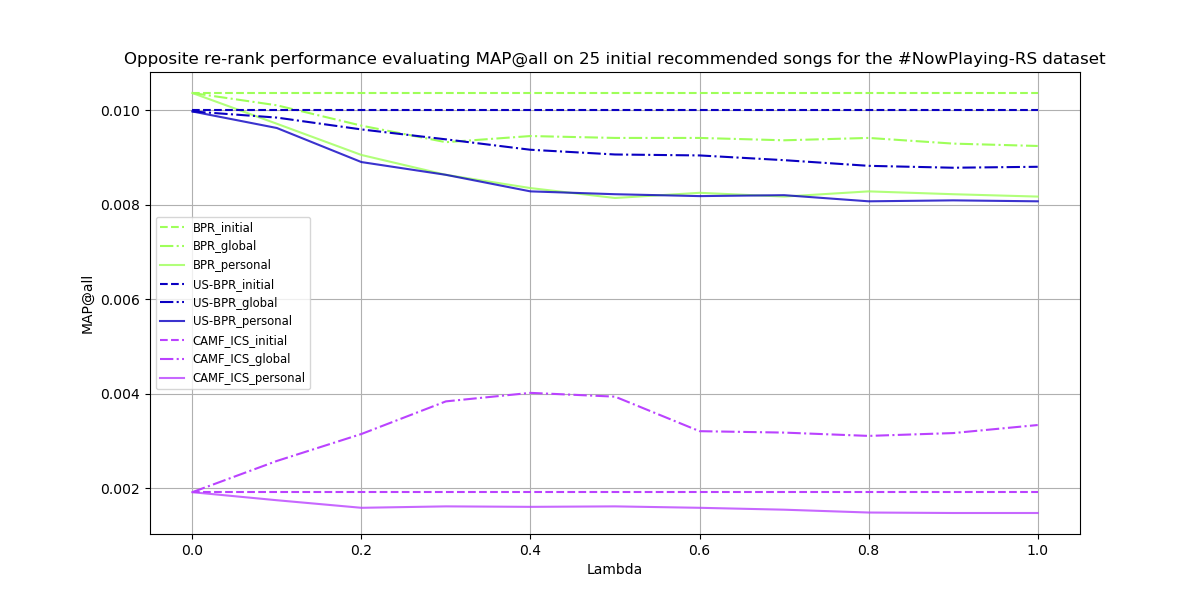 Opposite re-rank performance evaluating MAP@all on 25 initial recommended songs for the #NowPlaying-RS dataset
0.010
0.008
0.006
0.004
0.002
MAP@all
BPR_initial
BPR_global
BPR_personal
US-BPR_initial
US-BPR_global
US-BPR_personal
CAMF_ICS_initial
CAMF_ICS_global
CAMF_ICS_personal
0.0 0.2 0.4 0.6 0.8 1.0
Lambda